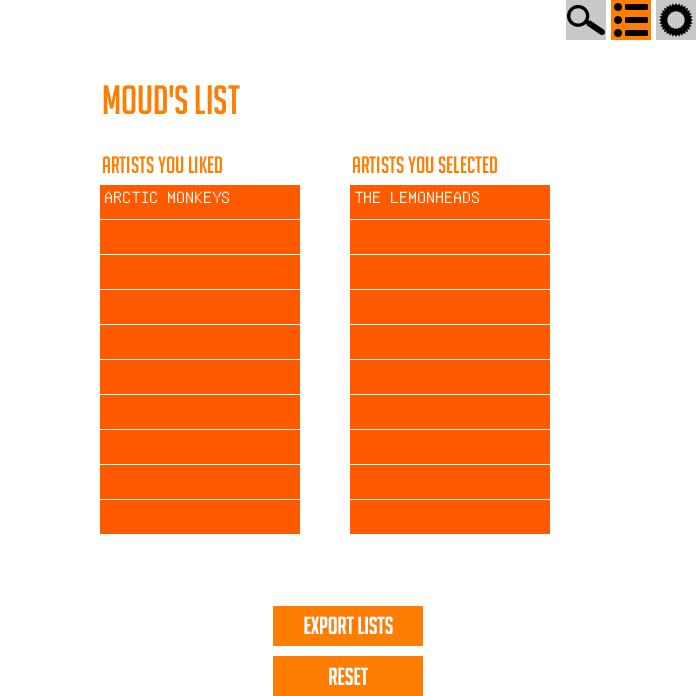 MOUD'S LIST
ARTISTS YOU LIKED
ARTISTS YOU SELECTED
ARCTIC MONKEYS
THE LEMONHEADS
EXPORT LISTS
RESET